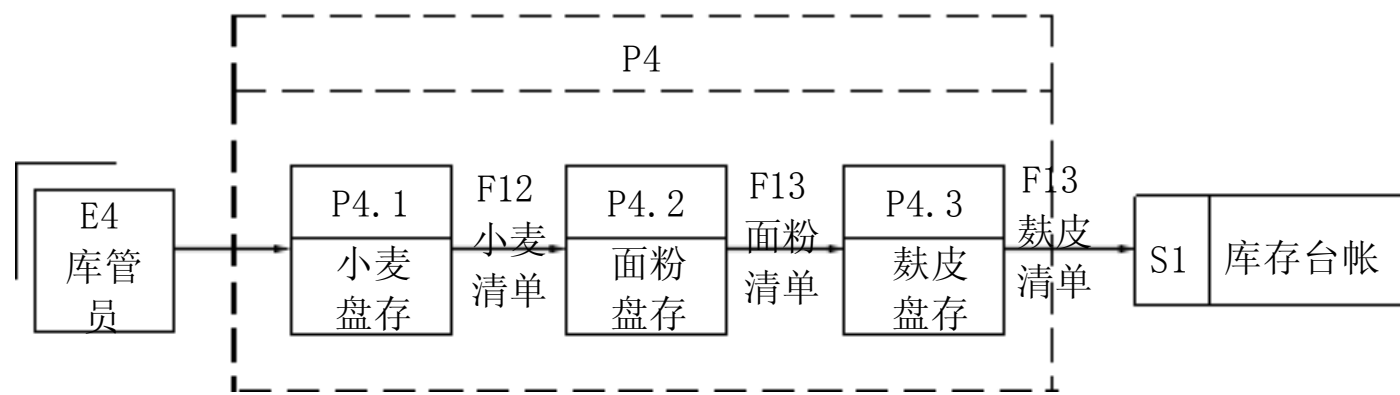 P4
E4
库管
员
P4.1
小麦
盘存
F12
小麦
清单
P4.2
面粉
盘存
F13
面粉
清单
P4.3
麸皮
盘存
F13
麸皮
清单
S1
库存台帐